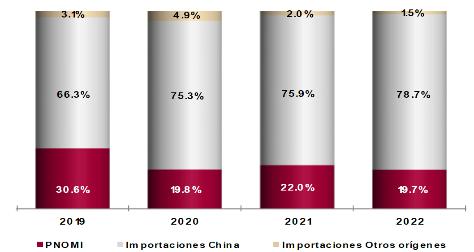 3.1% 4.9% 2.0% 1.5%
66.3% 75.3% 75.9% 78.7%
30.6% 19.8% 22.0% 19.7%
2019 2020 2021 2022
PNOMI Importaciones China Importaciones Otros orígenes